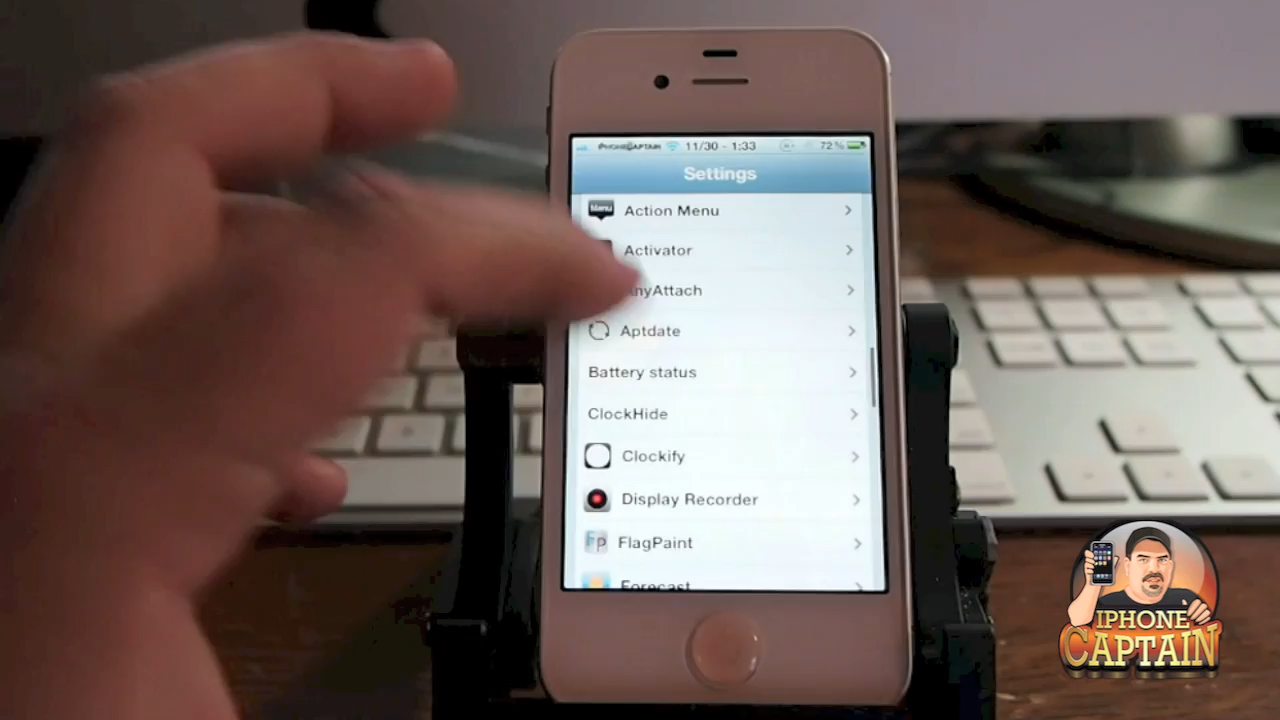 iPHONECAPTAIN 11/30 - 1:33 72%
Settings
Menu Action Menu
Activator
nyAttach
Aptdate
Battery status
ClockHide
Clockify
Display Recorder
Fp FlagPaint
Forecast
IPHONE
CAPTAIN